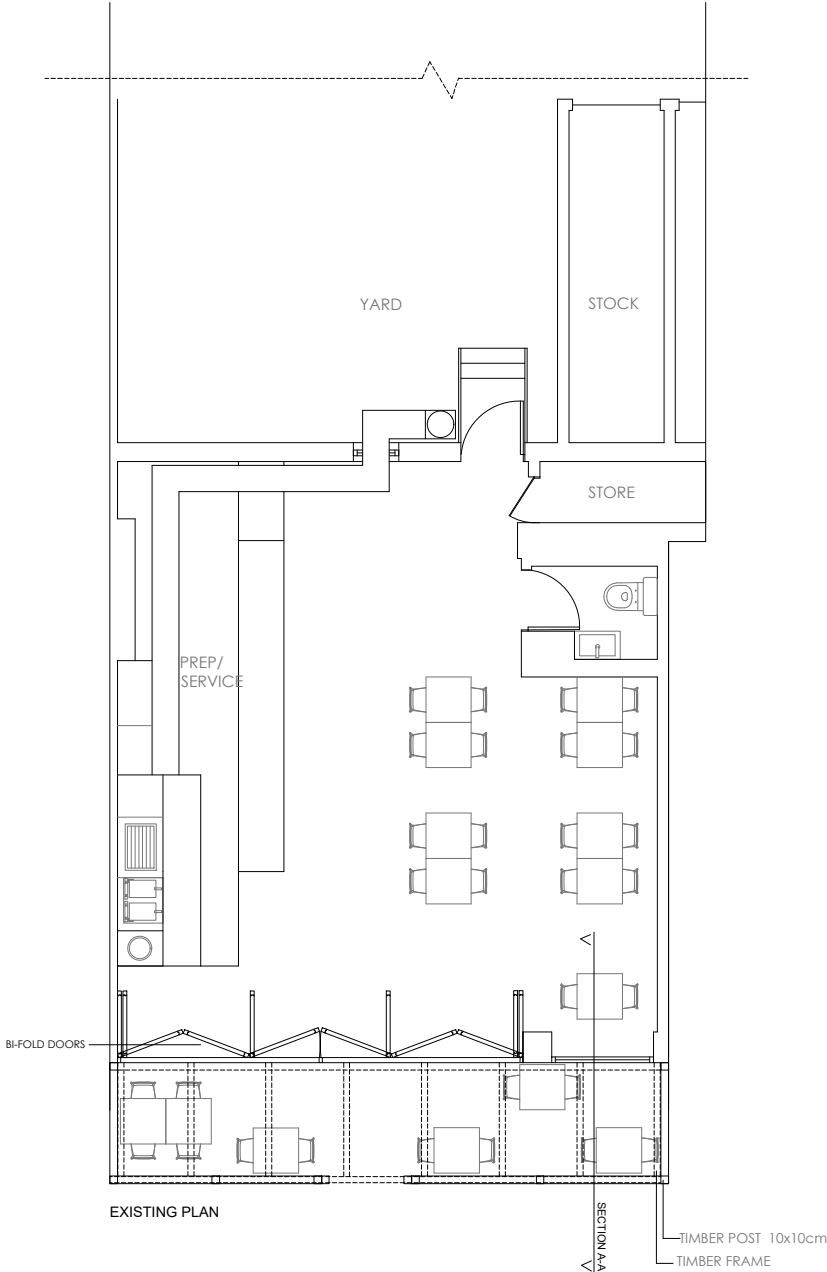 YARD
STOCK
STORE
PREP/
SERVICE
BI-FOLD DOORS
EXISTING PLAN
SECTION A-A
TIMBER POST 10x10cm
TIMBER FRAME